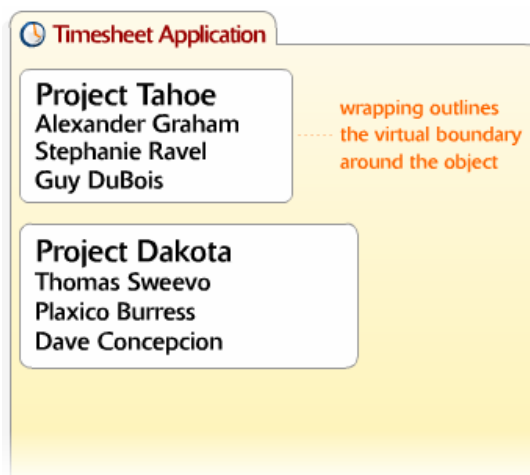 Timesheet Application
Project Tahoe
Alexander Graham
Stephanie Ravel
Guy DuBois
wrapping outlines
the virtual boundary
around the object
Project Dakota
Thomas Sweevo
Plaxico Burress
Dave Concepcion